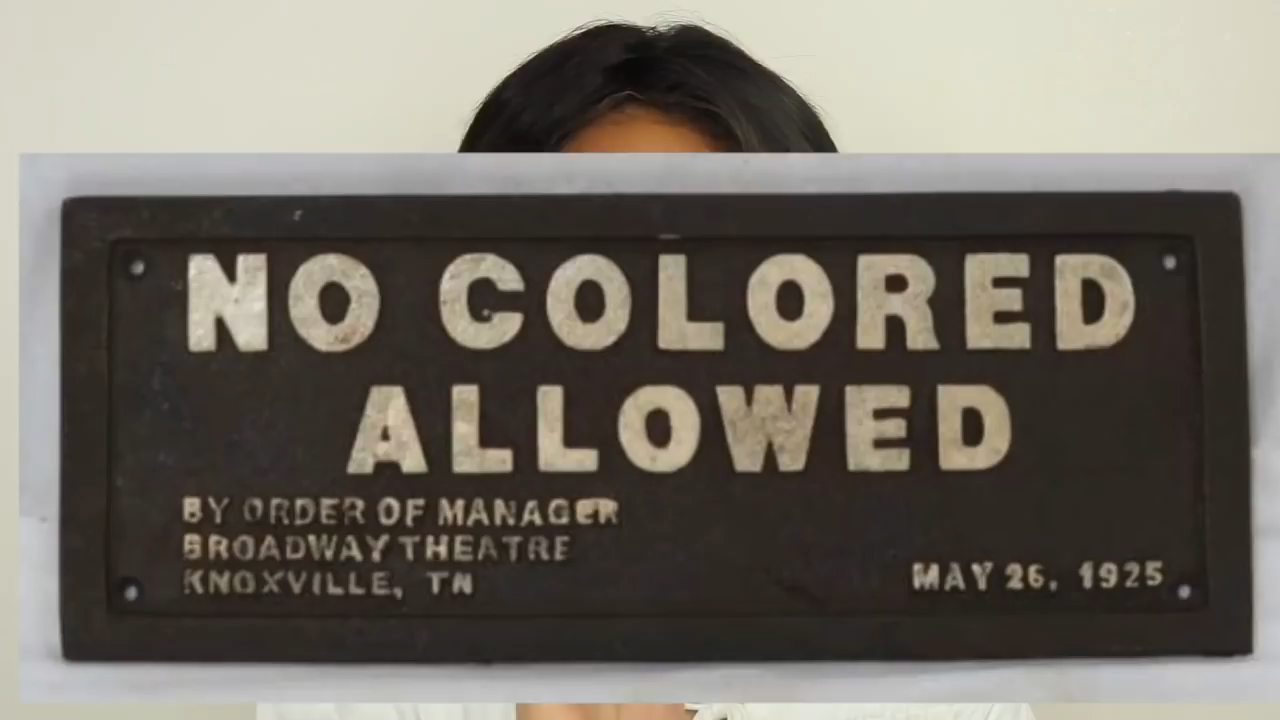 NO COLORED
ALLOWED
BY ORDER OF MANAGER
BROADWAY THEATRE
KNOXVILLE, TN
MAY 26, 1925